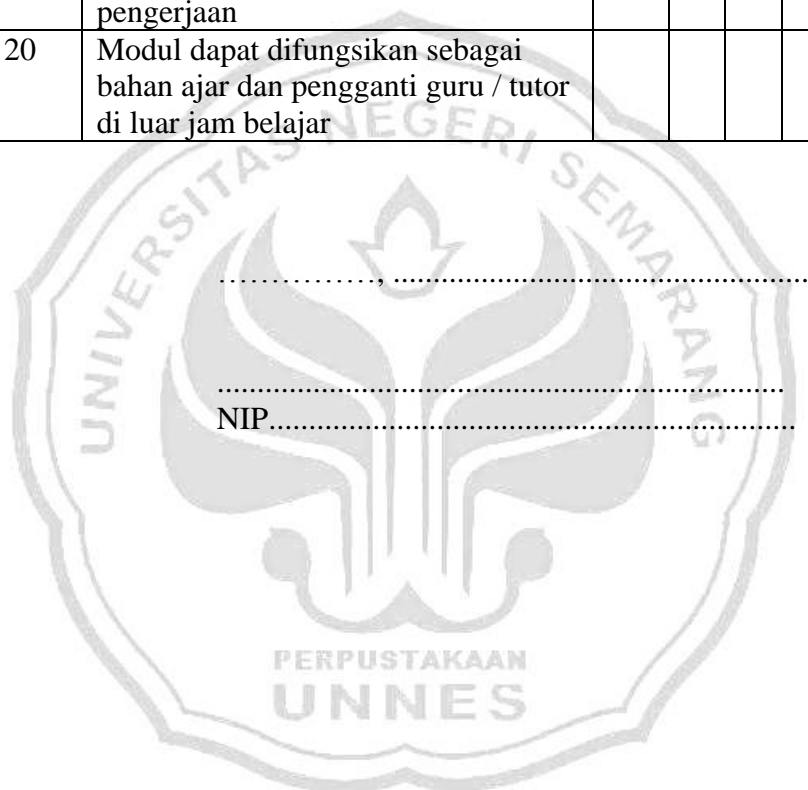 pengerjaan
20 Modul dapat difungsikan sebagai
bahan ajar dan pengganti guru / tutor
di luar jam belajar
……………, ................................................................
......................................................................
NIP.................................................................
UNIVERSITAS NEGERI SEMARANG
PERPUSTAKAAN
UNNES